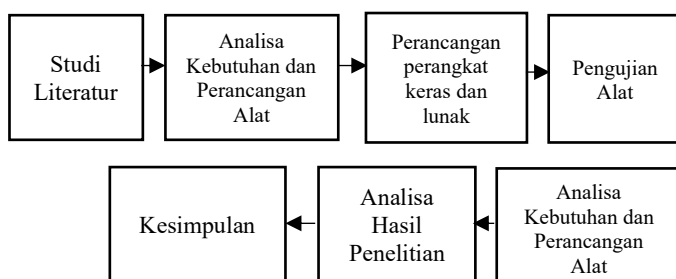 Studi
Literatur
Analisa
Kebutuhan dan
Perancangan
Alat
Perancangan
perangkat
keras dan
lunak
Pengujian
Alat
Kesimpulan
Analisa
Hasil
Penelitian
Analisa
Kebutuhan dan
Perancangan
Alat